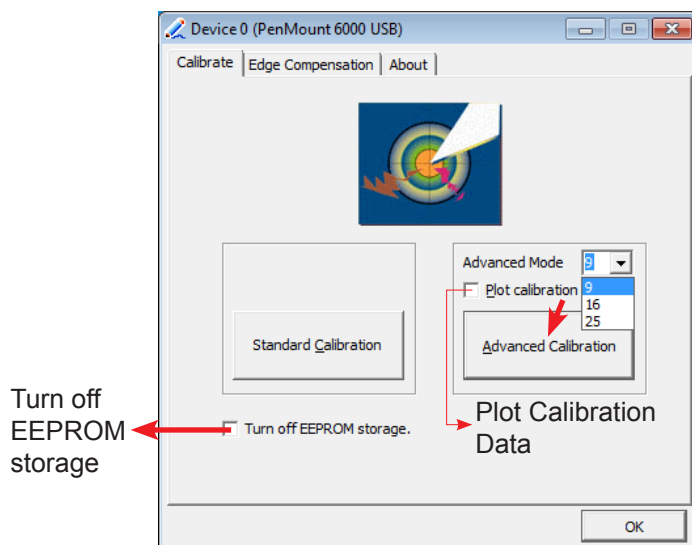 Device 0 (PenMount 6000 USB)
Calibrate Edge Compensation About
Advanced Mode 9
Plot calibration 9
16
25
Standard Calibration
Advanced Calibration
Turn off
EEPROM
storage
Turn off EEPROM storage.
Plot Calibration
Data
OK